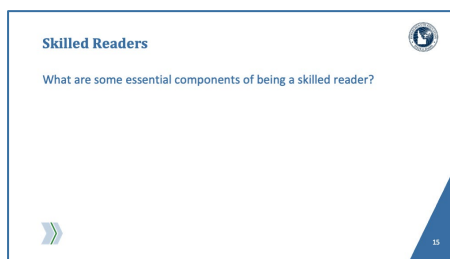 Skilled Readers
What are some essential components of being a skilled reader?
15